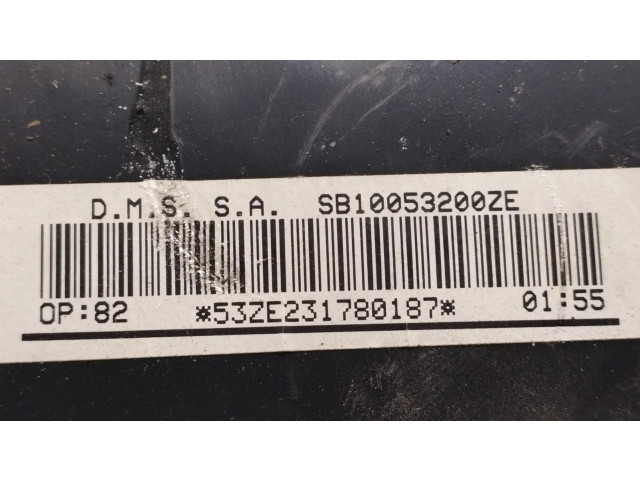 D.M.S. S.A. SB10053200ZE
OP:82 *53ZE231780187* 01:55